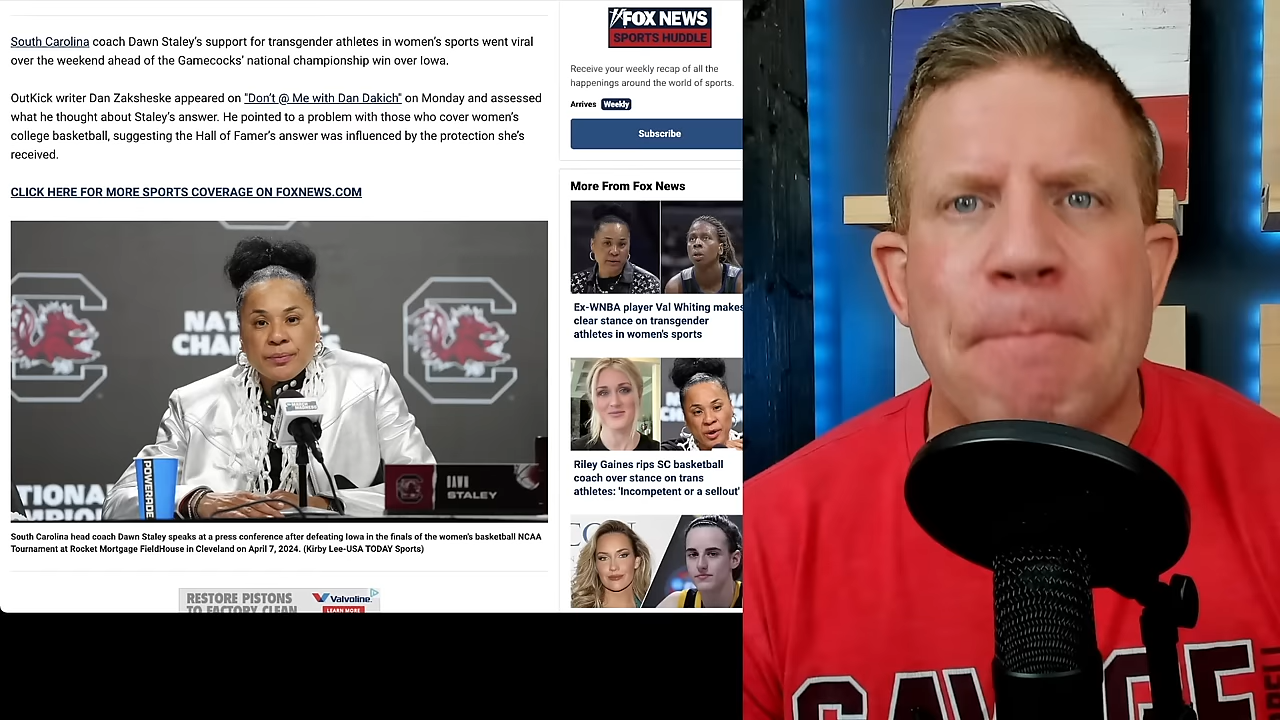 South Carolina coach Dawn Staley's support for transgender athletes in women's sports went viral
over the weekend ahead of the Gamecocks' national championship win over Iowa.
OutKick writer Dan Zaksheske appeared on "Don't @ Me with Dan Dakich" on Monday and assessed
what he thought about Staley's answer. He pointed to a problem with those who cover women's
college basketball, suggesting the Hall of Famer's answer was influenced by the protection she's
received.
CLICK HERE FOR MORE SPORTS COVERAGE ON FOXNEWS.COM
NAT
CHA
TIONA
MPION
POWERADE
DAWN
STALEY
South Carolina head coach Dawn Staley speaks at a press conference after defeating Iowa in the finals of the women's basketball NCAA
Tournament at Rocket Mortgage FieldHouse in Cleveland on April 7, 2024. (Kirby Lee-USA TODAY Sports)
RESTORE PISTONS
TO FACTORY CLEAN
Valvoline
LEARN MORE
FOX NEWS
SPORTS HUDDLE
Receive your weekly recap of all the
happenings around the world of sports.
Arrives Weekly
Subscribe
More From Fox News
Ex-WNBA player Val Whiting makes
clear stance on transgender
athletes in women's sports
Riley Gaines rips SC basketball
coach over stance on trans
athletes: 'Incompetent or a sellout'